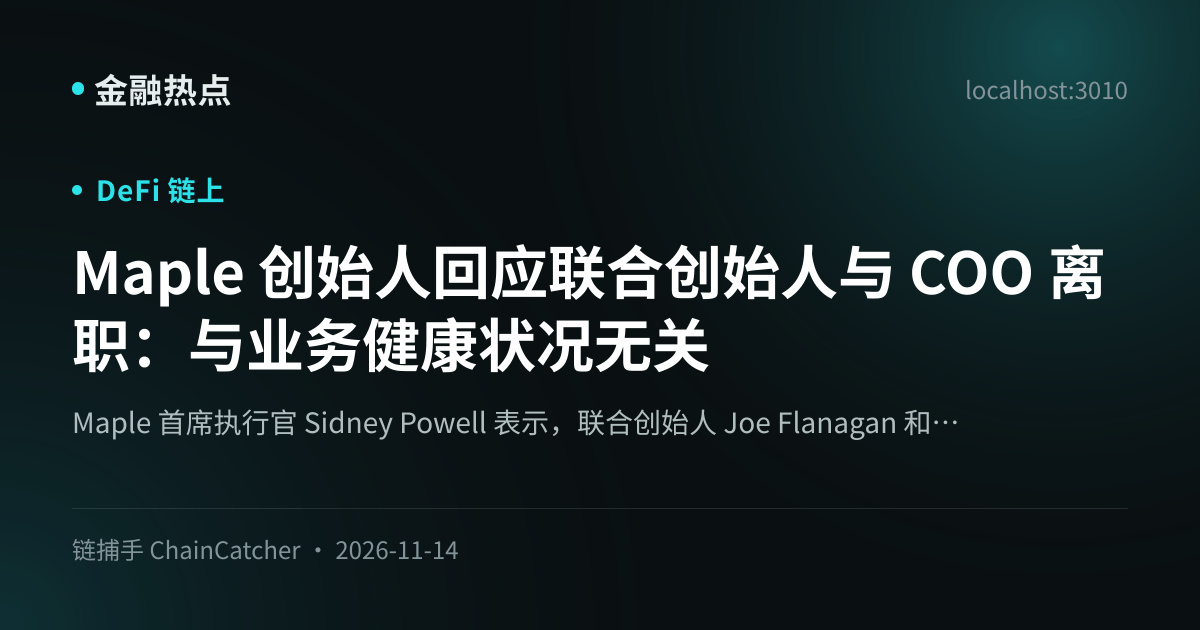 金融热点
localhost:3010
DeFi 链上
Maple 创始人回应联合创始人与 COO 离
职：与业务健康状况无关
Maple 首席执行官 Sidney Powell 表示，联合创始人 Joe Flanagan 和…
链捕手 ChainCatcher · 2026-11-14